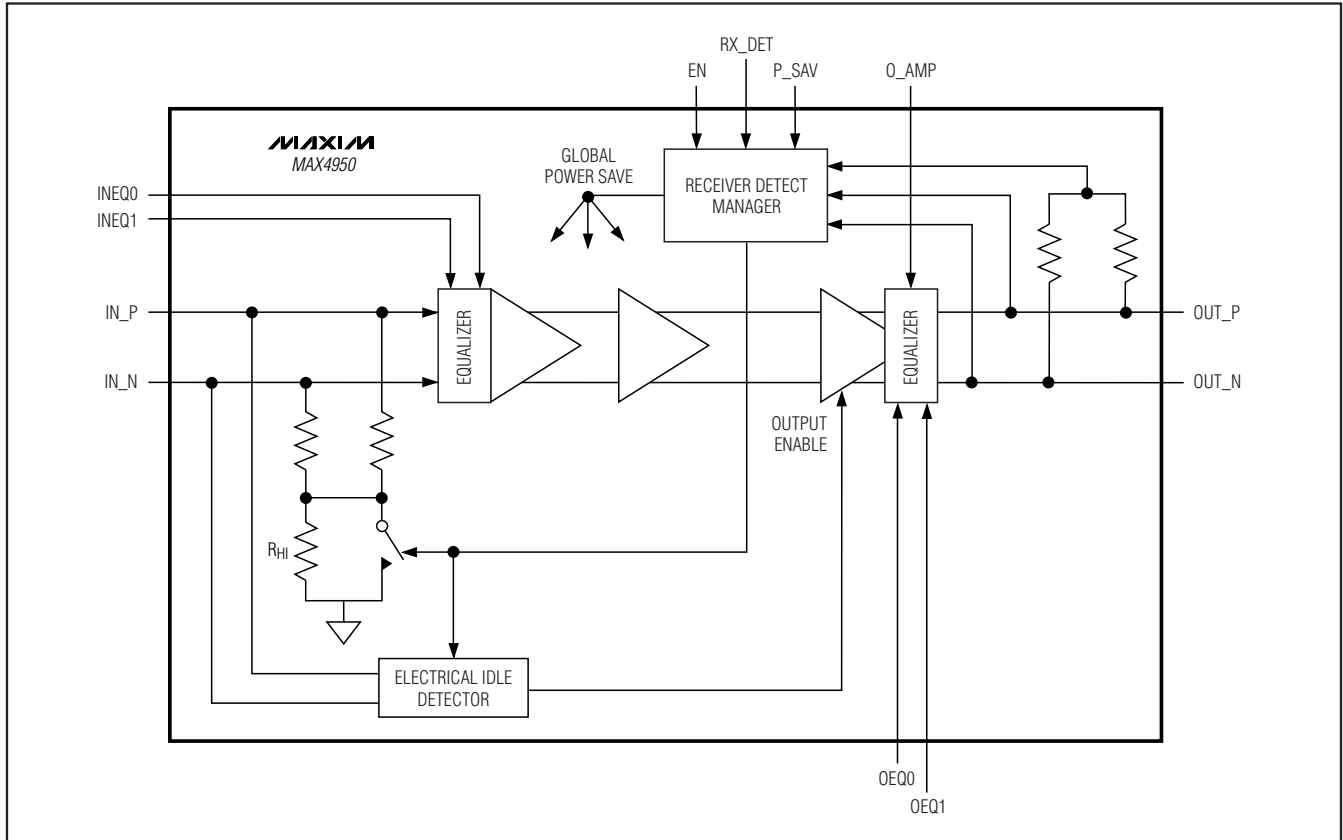 RX_DET
EN
P_SAV
O_AMP
MAXIM
MAX4950
GLOBAL
POWER SAVE
RECEIVER DETECT
MANAGER
INEQ0
INEQ1
IN_P
IN_N
EQUALIZER
EQUALIZER
OUT_P
OUT_N
OUTPUT
ENABLE
RHI
ELECTRICAL IDLE
DETECTOR
OEQ0
OEQ1